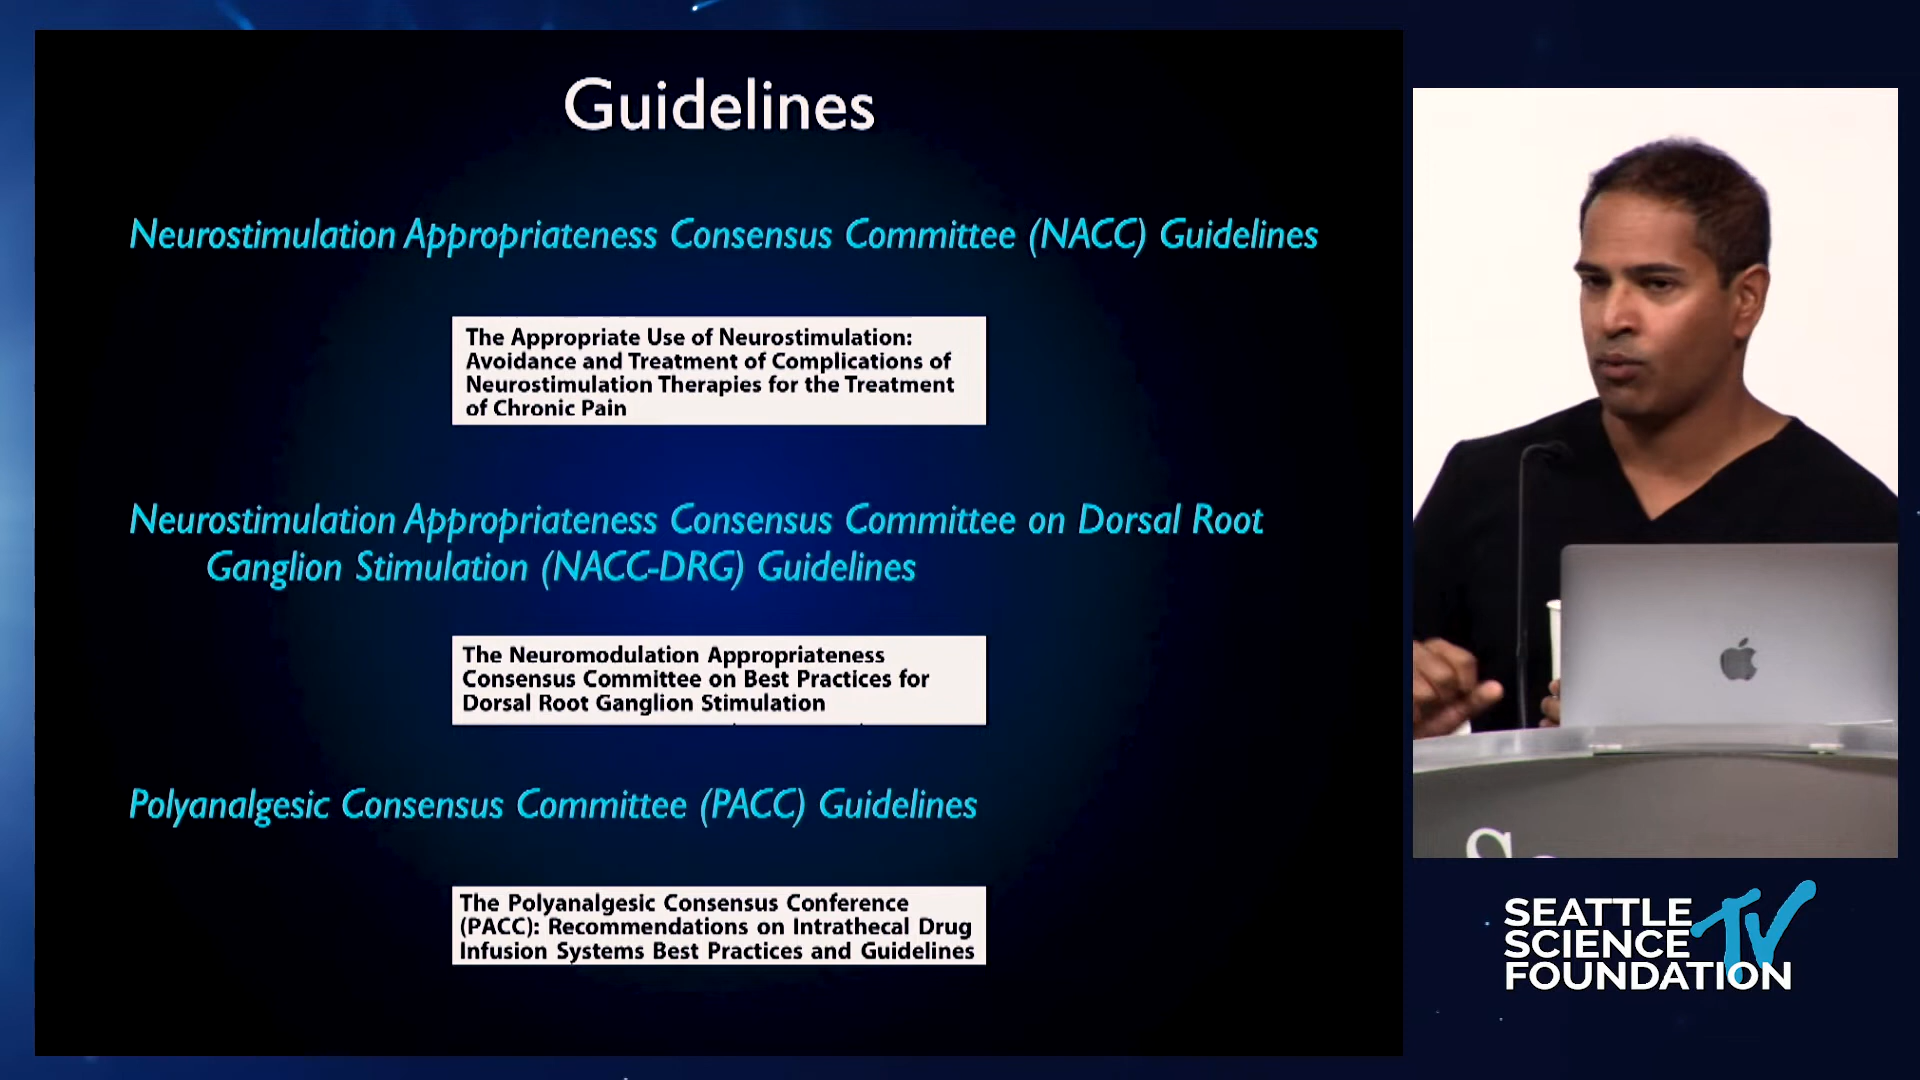 Guidelines
Neurostimulation Appropriateness Consensus Committee (NACC) Guidelines
The Appropriate Use of Neurostimulation:
Avoidance and Treatment of Complications of
Neurostimulation Therapies for the Treatment
of Chronic Pain
Neurostimulation Appropriateness Consensus Committee on Dorsal Root
Ganglion Stimulation (NACC-DRG) Guidelines
The Neuromodulation Appropriateness
Consensus Committee on Best Practices for
Dorsal Root Ganglion Stimulation
Polyanalgesic Consensus Committee (PACC) Guidelines
The Polyanalgesic Consensus Conference
(PACC): Recommendations on Intrathecal Drug
Infusion Systems Best Practices and Guidelines
SEATTLE
SCIENCE TV
FOUNDATION